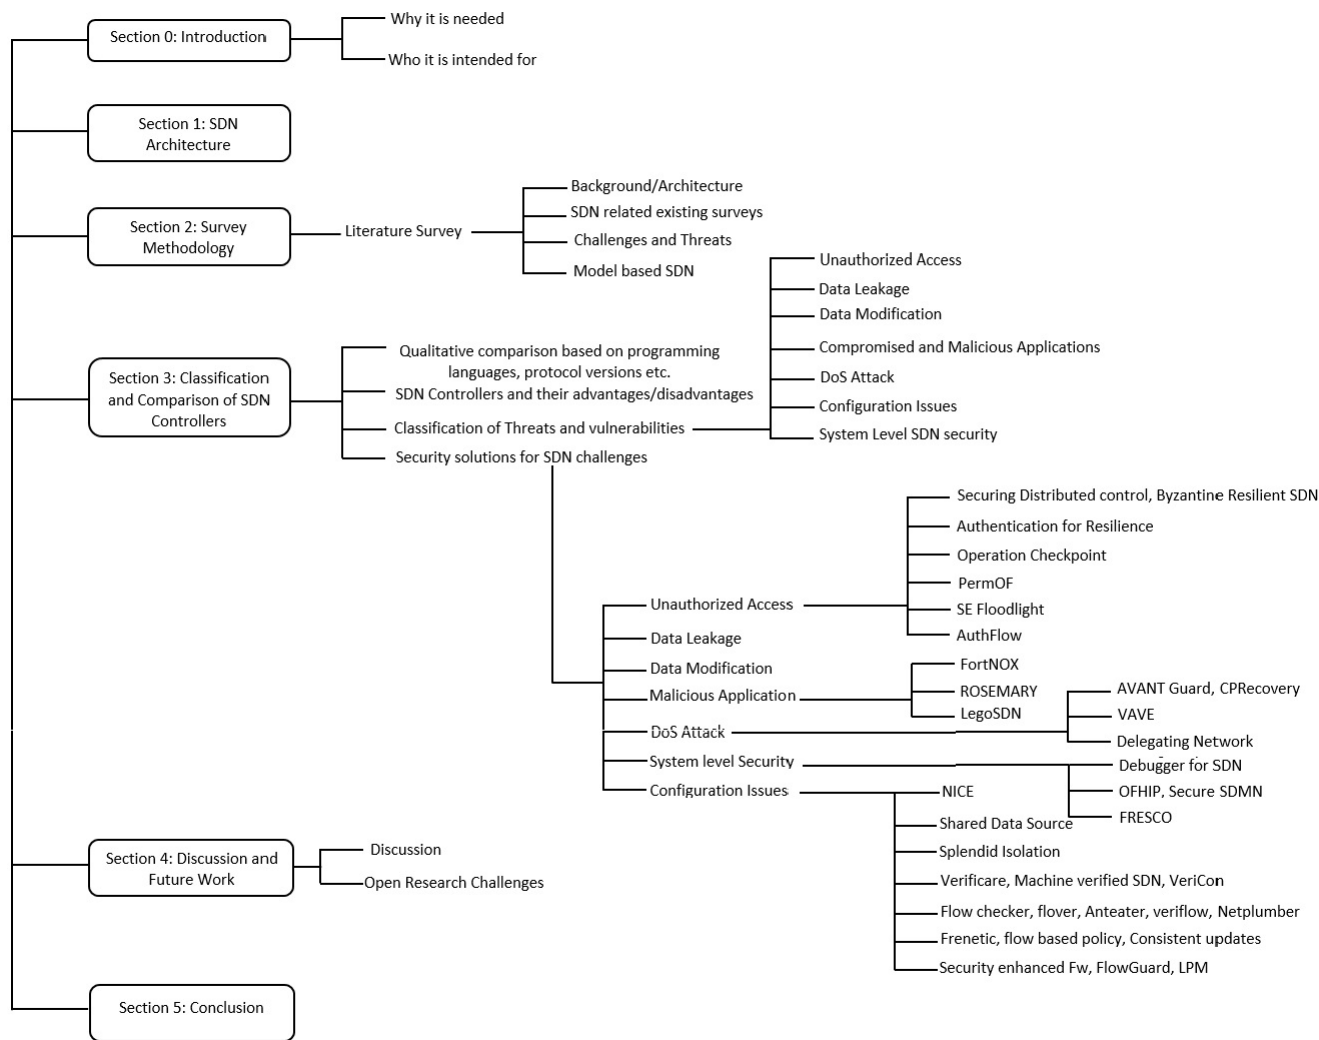 Section 0: Introduction
Why it is needed
Who it is intended for
Section 1: SDN
Architecture
Section 2: Survey
Methodology
Literature Survey
Background/Architecture
SDN related existing surveys
Challenges and Threats
Model based SDN
Section 3: Classification
and Comparison of SDN
Controllers
Qualitative comparison based on programming
languages, protocol versions etc.
SDN Controllers and their advantages/disadvantages
Classification of Threats and vulnerabilities
Security solutions for SDN challenges
Unauthorized Access
Data Leakage
Data Modification
Compromised and Malicious Applications
DoS Attack
Configuration Issues
System Level SDN security
Unauthorized Access
Data Leakage
Data Modification
Malicious Application
DoS Attack
System level Security
Configuration Issues
Securing Distributed control, Byzantine Resilient SDN
Authentication for Resilience
Operation Checkpoint
PermOF
SE Floodlight
AuthFlow
FortNOX
ROSEMARY
LegoSDN
AVANT Guard, CPRecovery
VAVE
Delegating Network
Debugger for SDN
OFHIP, Secure SDMN
FRESCO
NICE
Shared Data Source
Splendid Isolation
Verificare, Machine verified SDN, VeriCon
Flow checker, flover, Anteater, veriflow, Netplumber
Frenetic, flow based policy, Consistent updates
Security enhanced Fw, FlowGuard, LPM
Section 4: Discussion and
Future Work
Discussion
Open Research Challenges
Section 5: Conclusion